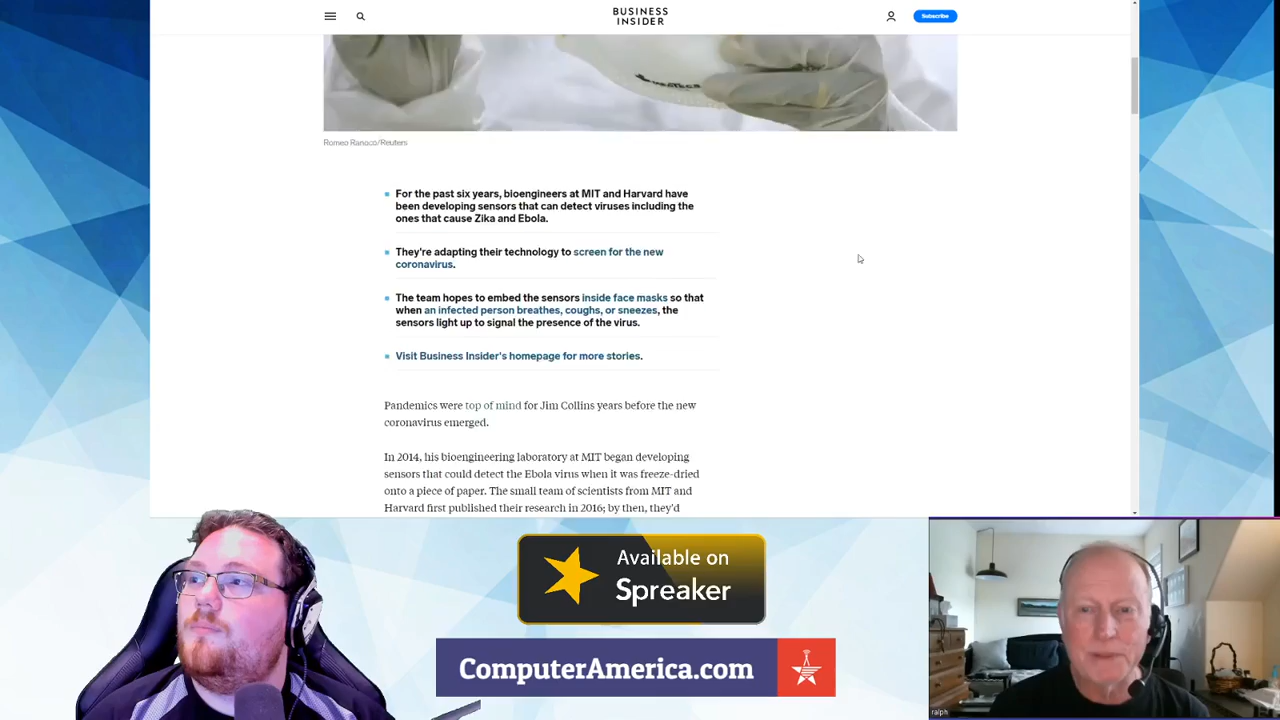 BUSINESS
INSIDER
Subscribe
Romeo Ranoco/Reuters
For the past six years, bioengineers at MIT and Harvard have
been developing sensors that can detect viruses including the
ones that cause Zika and Ebola.
They're adapting their technology to screen for the new
coronavirus.
The team hopes to embed the sensors inside face masks so that
when an infected person breathes, coughs, or sneezes, the
sensors light up to signal the presence of the virus.
Visit Business Insider's homepage for more stories.
Pandemics were top of mind for Jim Collins years before the new
coronavirus emerged.
In 2014, his bioengineering laboratory at MIT began developing
sensors that could detect the Ebola virus when it was freeze-dried
onto a piece of paper. The small team of scientists from MIT and
Harvard first published their research in 2016; by then, they'd
Available on
Spreaker
ComputerAmerica.com
ralph